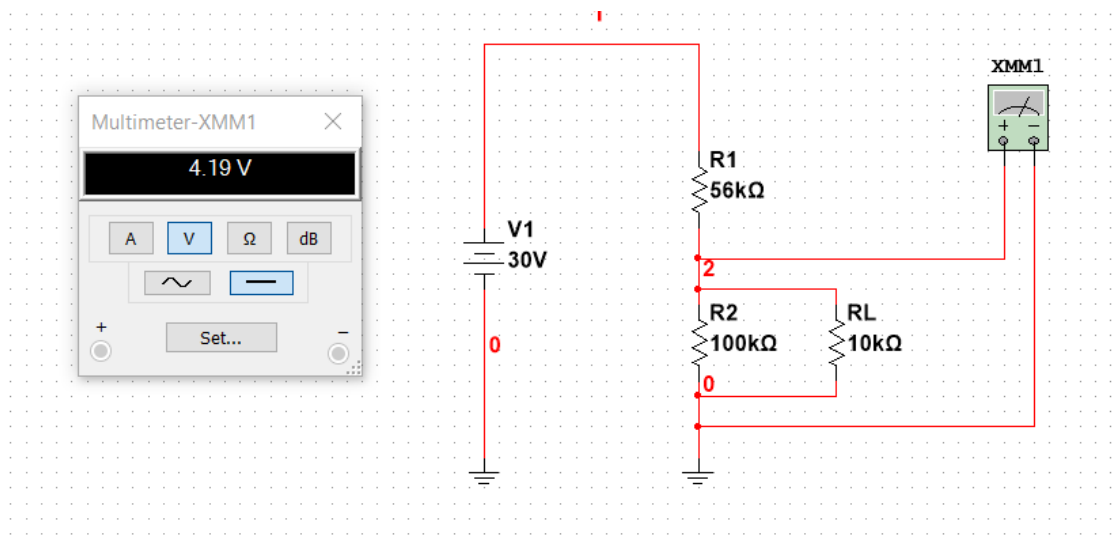 Multimeter-XMM1
4.19 V
A
V
Ω
dB
+
Set...
−
V1
30V
0
R1
56kΩ
2
R2
100kΩ
RL
10kΩ
0
XMM1
+ −